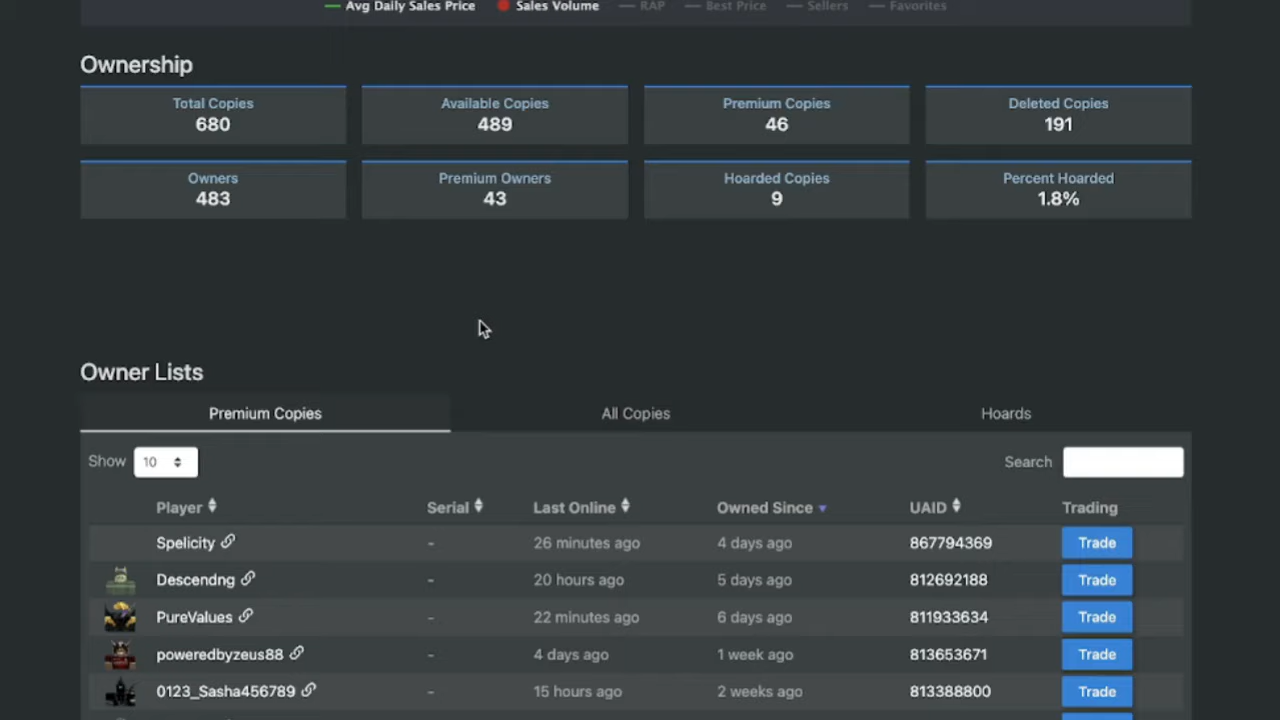 Avg Daily Sales Price Sales Volume RAP Best Price Sellers Favorites
Ownership
Total Copies Available Copies Premium Copies Deleted Copies
680 489 46 191
Owners Premium Owners Hoarded Copies Percent Hoarded
483 43 9 1.8%
Owner Lists
Premium Copies All Copies Hoards
Show 10 Search
Player Serial Last Online Owned Since UAID Trading
Spelicity - 26 minutes ago 4 days ago 867794369 Trade
Descendng - 20 hours ago 5 days ago 812692188 Trade
PureValues - 22 minutes ago 6 days ago 811933634 Trade
poweredbyzeus88 - 4 days ago 1 week ago 813653671 Trade
0123_Sasha456789 - 15 hours ago 2 weeks ago 813388800 Trade